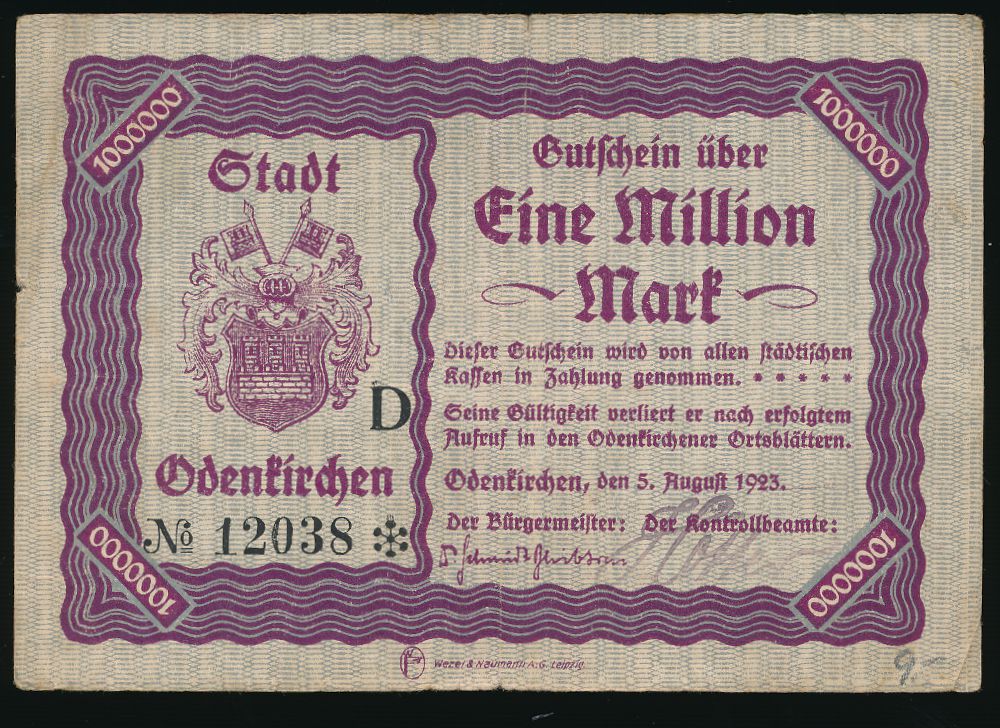 1000000
1000000
Stadt
D
Odenkirchen
№ 12038
Gutschein über
Eine Million
Mark
Dieser Gutschein wird von allen städtischen
Kassen in Zahlung genommen. * * * * *
Seine Gültigkeit verliert er nach erfolgtem
Aufruf in den Odenkirchener Ortsblättern.
Odenkirchen, den 5. August 1923.
Der Bürgermeister: Der Kontrollbeamte:
1000000
1000000
Wezel & Naumann A.G. Leipzig.
9.—